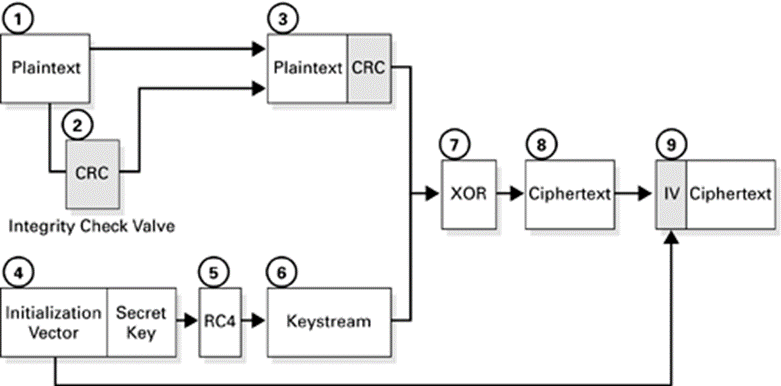 1
Plaintext
2
CRC
Integrity Check Valve
3
Plaintext
CRC
4
Initialization
Vector
Secret
Key
5
RC4
6
Keystream
7
XOR
8
Ciphertext
9
IV
Ciphertext